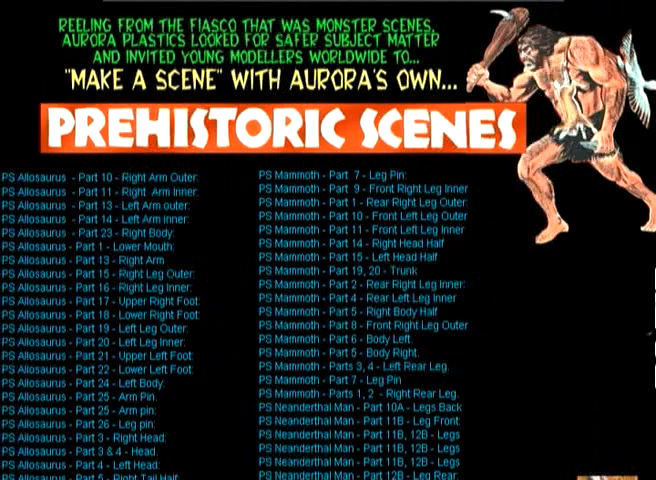 REELING FROM THE FIASCO THAT WAS MONSTER SCENES,
AURORA PLASTICS LOOKED FOR SAFER SUBJECT MATTER
AND INVITED YOUNG MODELLERS WORLDWIDE TO...
"MAKE A SCENE" WITH AURORA'S OWN...
PREHISTORIC SCENES
PS Allosaurus - Part 10 - Right Arm Outer:
PS Allosaurus - Part 11 - Right Arm Inner:
PS Allosaurus - Part 13 - Left Arm outer:
PS Allosaurus - Part 14 - Left Arm inner:
PS Allosaurus - Part 23 - Right Body:
PS Allosaurus - Part 1 - Lower Mouth:
PS Allosaurus - Part 13 - Right Arm
PS Allosaurus - Part 15 - Right Leg Outer:
PS Allosaurus - Part 16 - Right Leg Inner:
PS Allosaurus - Part 17 - Upper Right Foot:
PS Allosaurus - Part 18 - Lower Right Foot:
PS Allosaurus - Part 19 - Left Leg Outer:
PS Allosaurus - Part 20 - Left Leg Inner:
PS Allosaurus - Part 21 - Upper Left Foot:
PS Allosaurus - Part 22 - Lower Left Foot:
PS Allosaurus - Part 24 - Left Body:
PS Allosaurus - Part 25 - Arm Pin.
PS Allosaurus - Part 25 - Arm pin:
PS Allosaurus - Part 26 - Leg pin:
PS Allosaurus - Part 3 - Right Head:
PS Allosaurus - Part 3 & 4 - Head.
PS Allosaurus - Part 4 - Left Head:
PS Allosaurus - Part 5 - Right Tail Half
PS Mammoth - Part 7 - Leg Pin:
PS Mammoth - Part 9 - Front Right Leg Inner
PS Mammoth - Part 1 - Rear Right Leg Outer:
PS Mammoth - Part 10 - Front Left Leg Outer
PS Mammoth - Part 11 - Front Left Leg Inner
PS Mammoth - Part 14 - Right Head Half
PS Mammoth - Part 15 - Left Head Half
PS Mammoth - Part 19, 20 - Trunk
PS Mammoth - Part 2 - Rear Right Leg Inner:
PS Mammoth - Part 4 - Rear Left Leg Inner
PS Mammoth - Part 5 - Right Body Half
PS Mammoth - Part 8 - Front Right Leg Outer
PS Mammoth - Part 6 - Body Left.
PS Mammoth - Part 5 - Body Right.
PS Mammoth - Parts 3, 4 - Left Rear Leg.
PS Mammoth - Part 7 - Leg Pin
PS Mammoth - Parts 1, 2 - Right Rear Leg.
PS Neanderthal Man - Part 10A - Legs Back
PS Neanderthal Man - Part 11B - Leg Front:
PS Neanderthal Man - Part 11B, 12B - Legs
PS Neanderthal Man - Part 11B, 12B - Legs
PS Neanderthal Man - Part 11B, 12B - Legs
PS Neanderthal Man - Part 12B - Leg Rear: